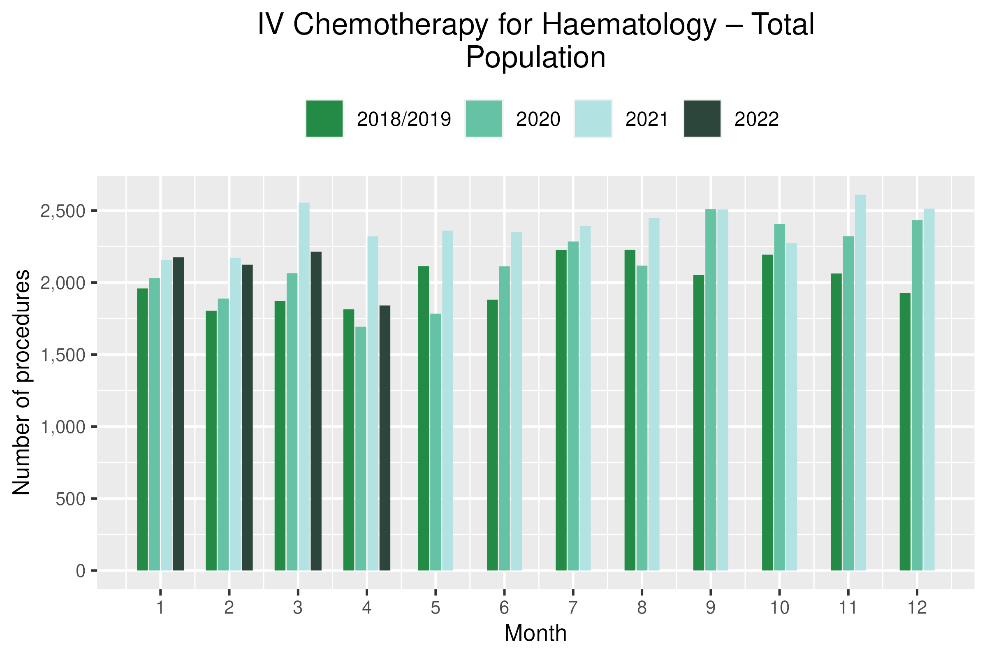 IV Chemotherapy for Haematology – Total
Population
2018/2019 2020 2021 2022
2,500
2,000
1,500
1,000
500
0
Number of procedures
1 2 3 4 5 6 7 8 9 10 11 12
Month